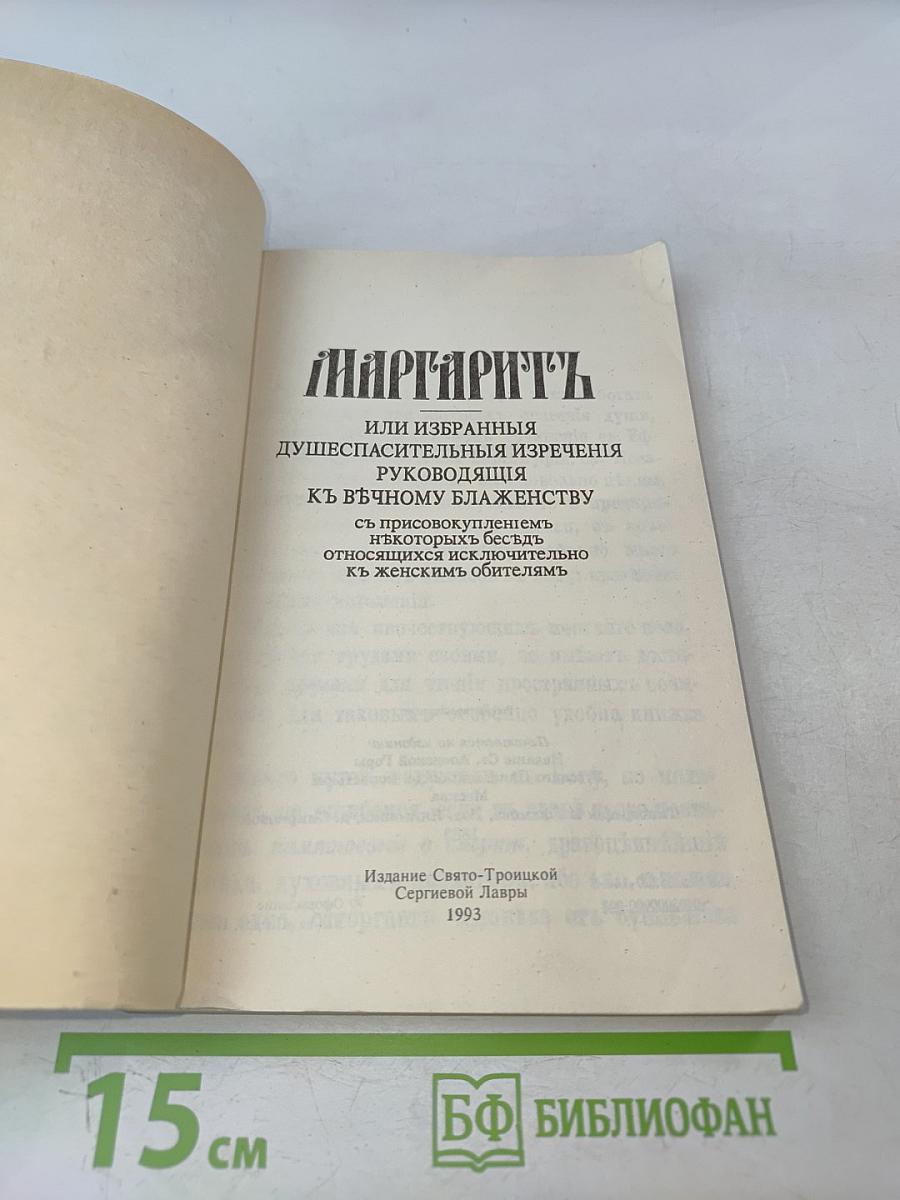 МАРГАРИТЪ
ИЛИ ИЗБРАННЫЯ
ДУШЕСПАСИТЕЛЬНЫЯ ИЗРЕЧЕНІЯ
РУКОВОДЯЩІЯ
КЪ ВѢЧНОМУ БЛАЖЕНСТВУ
съ присовокупленіемъ
нѣкоторыхъ бесѣдъ
относящихся исключительно
къ женскимъ обителямъ
Издание Свято-Троицкой
Сергиевой Лавры
1993
15 см
БФ БИБЛИОФАН